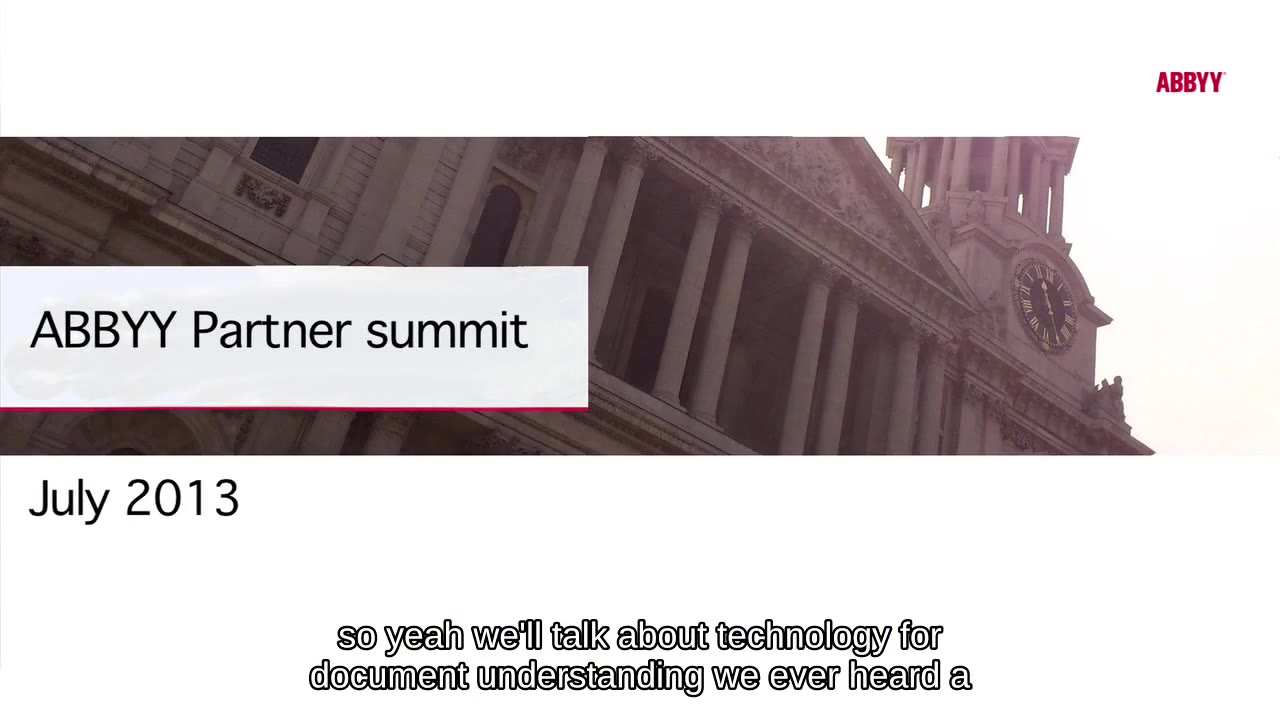 ABBYY
ABBYY Partner summit
July 2013
so yeah we'll talk about technology for
document understanding we ever heard a